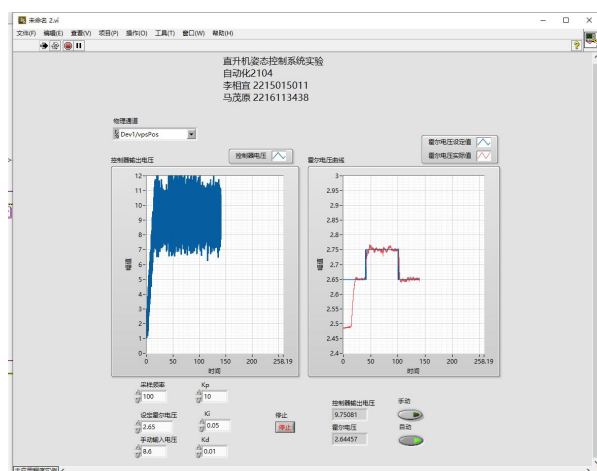 未命名 2.vi
文件(F) 编辑(E) 查看(V) 项目(P) 操作(O) 工具(T) 窗口(W) 帮助(H)
直升机姿态控制系统实验
自动化2104
李相宜 2215015011
马茂原 2216113438
物理通道
Dev1/vpsPos
控制器输出电压
控制器电压
12-
11-
10-
9-
8-
7-
6-
5-
4-
3-
2-
1-
0-
幅值
0 50 100 150 200 258.19
时间
霍尔电压曲线
霍尔电压设定值
霍尔电压实际值
3-
2.95-
2.9-
2.85-
2.8-
2.75-
2.7-
2.65-
2.6-
2.55-
2.5-
2.45-
2.4-
幅值
0 50 100 150 200 258.19
时间
采样频率 Kp
100 10
设定霍尔电压 Ki
2.65 0.05
手动输入电压 Kd
8.6 0.01
停止
停止
控制器输出电压 手动
9.75081
霍尔电压 自动
2.64457